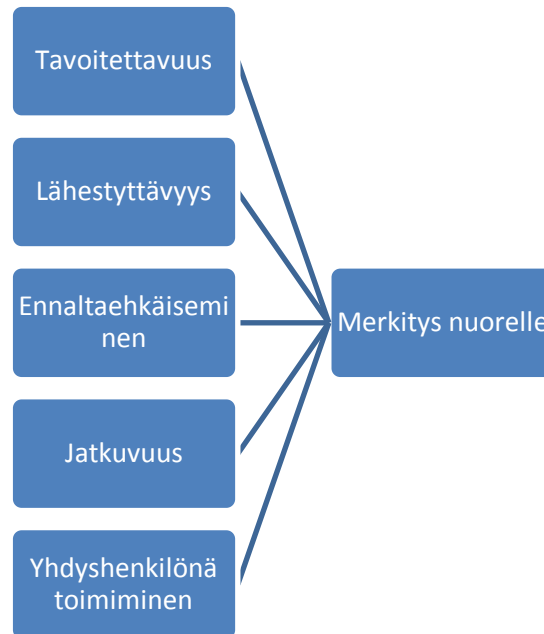 Tavoitettavuus
Lähestyttävyys
Ennaltaehkäisemi
nen
Merkitys nuorelle
Jatkuvuus
Yhdyshenkilönä
toimiminen